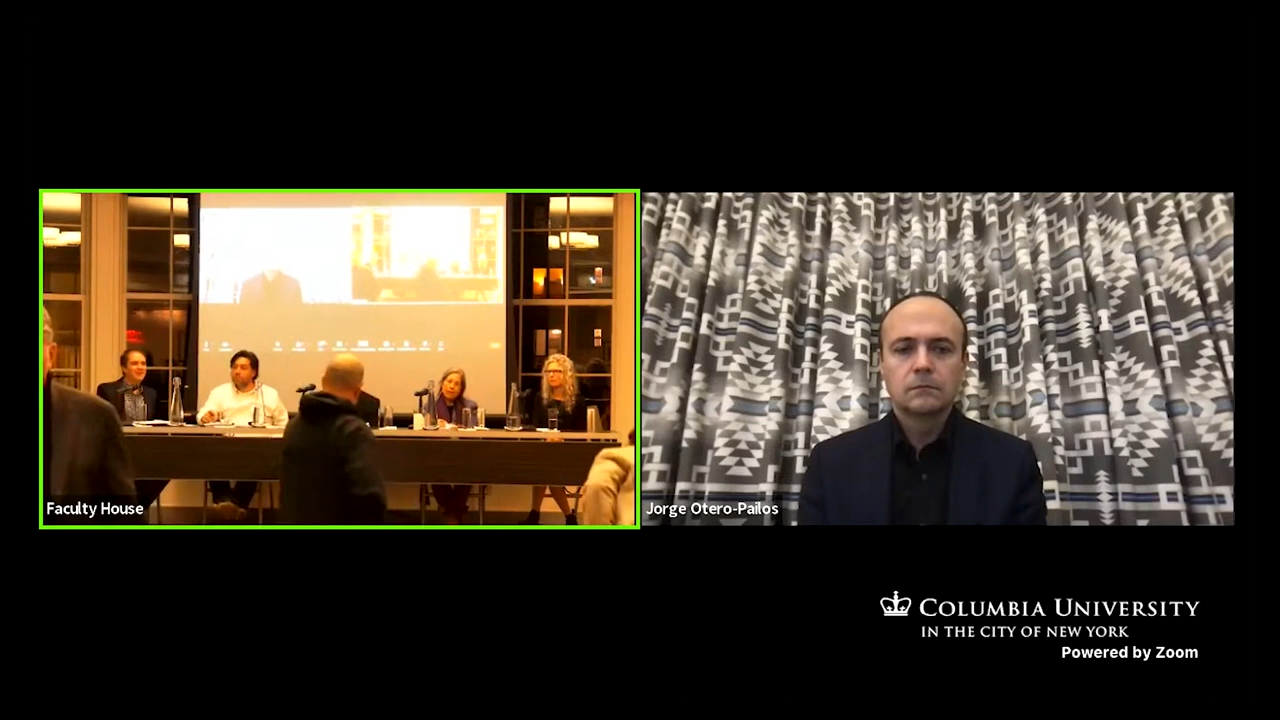 Faculty House
Jorge Otero-Pailos
COLUMBIA UNIVERSITY
IN THE CITY OF NEW YORK
Powered by Zoom